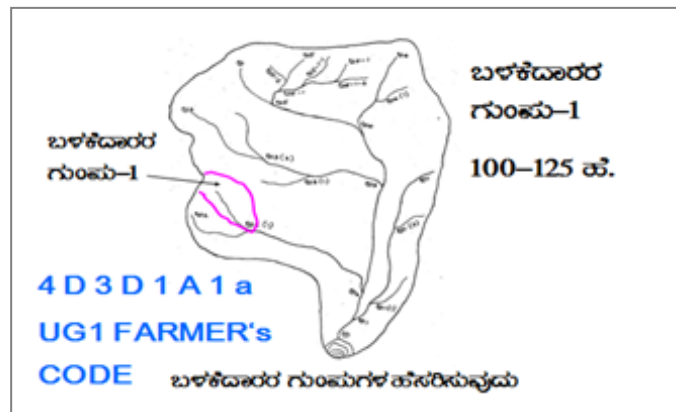 ಬಳಕೆದಾರರ
ಗುಂಪು–1
100–125 ಹೆ.
ಬಳಕೆದಾರರ
ಗುಂಪು–1
4 D 3 D 1 A 1 a
UG1 FARMER's
CODE
ಬಳಕೆದಾರರ ಗುಂಪುಗಳ ಹೆಸರಿಸುವುದು